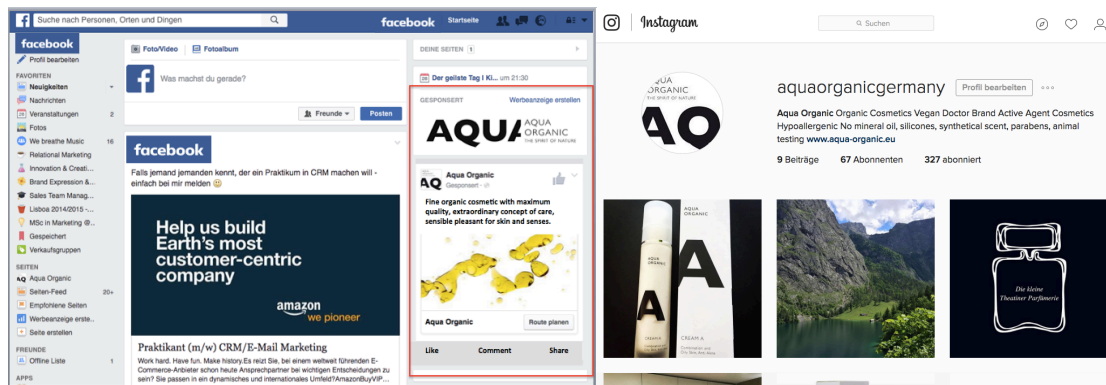 Suche nach Personen, Orten und Dingen
facebook
Startseite
facebook
Profil bearbeiten
FAVORITEN
Neuigkeiten
Nachrichten
Veranstaltungen 2
Fotos
We breathe Music 16
Relational Marketing
Innovation & Creati...
Brand Expression &...
Sales Team Manag...
Lisboa 2014/2015 -...
MSc in Marketing @...
Gespeichert
Verkaufsgruppen
SEITEN
Aqua Organic
Seiten-Feed 20+
Empfohlene Seiten
Werbeanzeige erste..
Seite erstellen
FREUNDE
Offline Liste 1
APPS
Foto/Video
Fotoalbum
Was machst du gerade?
Freunde
Posten
facebook
Falls jemand jemanden kennt, der ein Praktikum in CRM machen will -
einfach bei mir melden
Help us build
Earth's most
customer-centric
company
amazon
we pioneer
Praktikant (m/w) CRM/E-Mail Marketing
Work hard. Have fun. Make history.Es reizt Sie, bei einem weltweit führenden E-
Commerce-Anbieter schon heute Ansprechpartner bei wichtigen Entscheidungen zu
sein? Sie passen in ein dynamisches und internationales Umfeld?AmazonBuyVIP...
DEINE SEITEN 1
Der geilste Tag I Ki... um 21:30
GESPONSERT
Werbeanzeige erstellen
AQUA
AQUA
ORGANIC
THE SPIRIT OF NATURE
AQ
Aqua Organic
Gesponsert
Fine organic cosmetic with maximum
quality, extraordinary concept of care,
sensible pleasant for skin and senses.
Aqua Organic
Route planen
Like Comment Share
Instagram
Suchen
QUA
ORGANIC
THE SPIRIT OF NATURE
AO
aquaorganicgermany
Profil bearbeiten
Aqua Organic Organic Cosmetics Vegan Doctor Brand Active Agent Cosmetics
Hypoallergenic No mineral oil, silicones, synthetical scent, parabens, animal
testing www.aqua-organic.eu
9 Beiträge 67 Abonnenten 327 abonniert
AQUA
ORGANIC
A
CREAM A
AQUA
ORGANIC
A
CREAM A
Die kleine
Theatiner Parfümerie